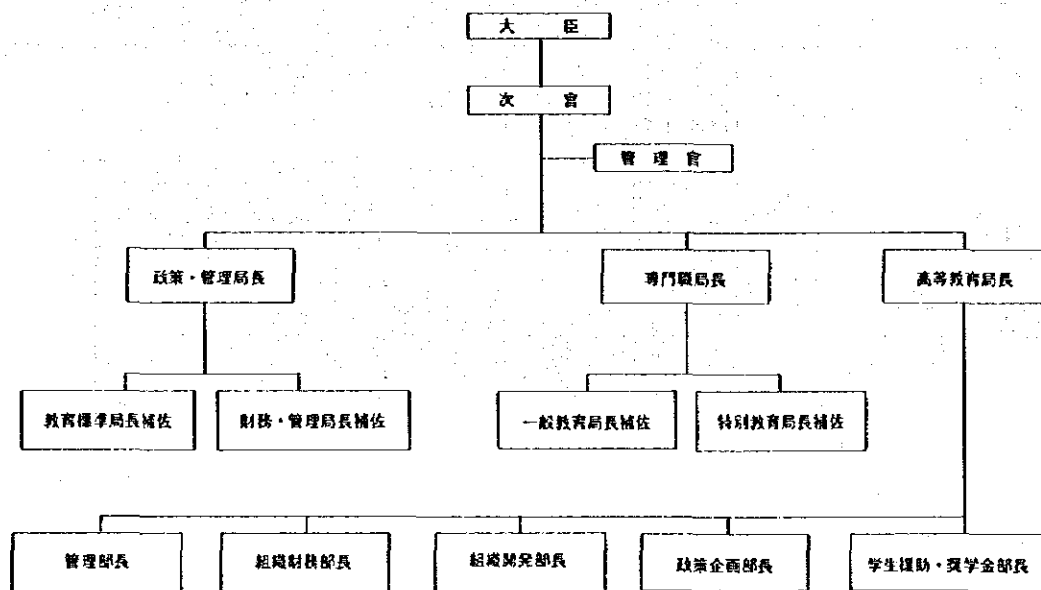 大 臣
次 官
管 理 官
政策・管理局長
専門職局長
高等教育局長
教育標準局長補佐
財務・管理局長補佐
一般教育局長補佐
特別教育局長補佐
管理部長
組織財務部長
組織開発部長
政策企画部長
学生援助・奨学金部長